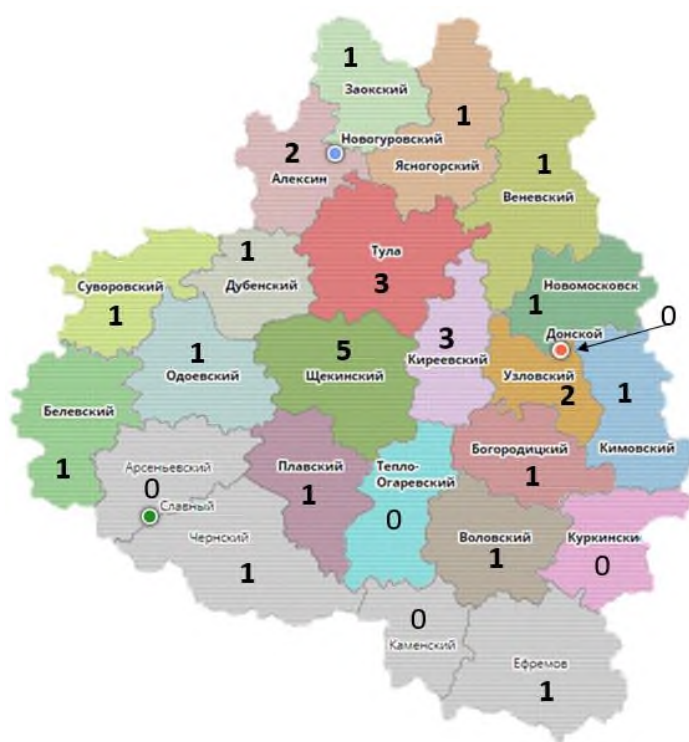 1
Заокский
1
2
Новогуровский
Алексин
Ясногорский
1
Веневский
1
Тула
3
Суворовский
1
Дубенский
Новомосковск
1
0
Донской
1
Одоевский
5
Щекинский
3
Киреевский
Узловский
2
1
Кимовский
Белевский
1
Арсеньевский
0
Славный
Плавский
1
Тепло-
Огаревский
0
Богородицкий
1
Чернский
1
Воловский
1
Куркински
0
0
Каменский
Ефремов
1